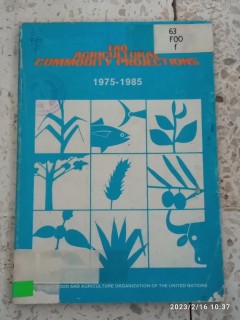 FAO
AGRICULTURAL
COMMODITY PROJECTIONS
1975-1985
63
FOO
f
FOOD AND AGRICULTURE ORGANIZATION OF THE UNITED NATIONS
2023/2/16 10:37